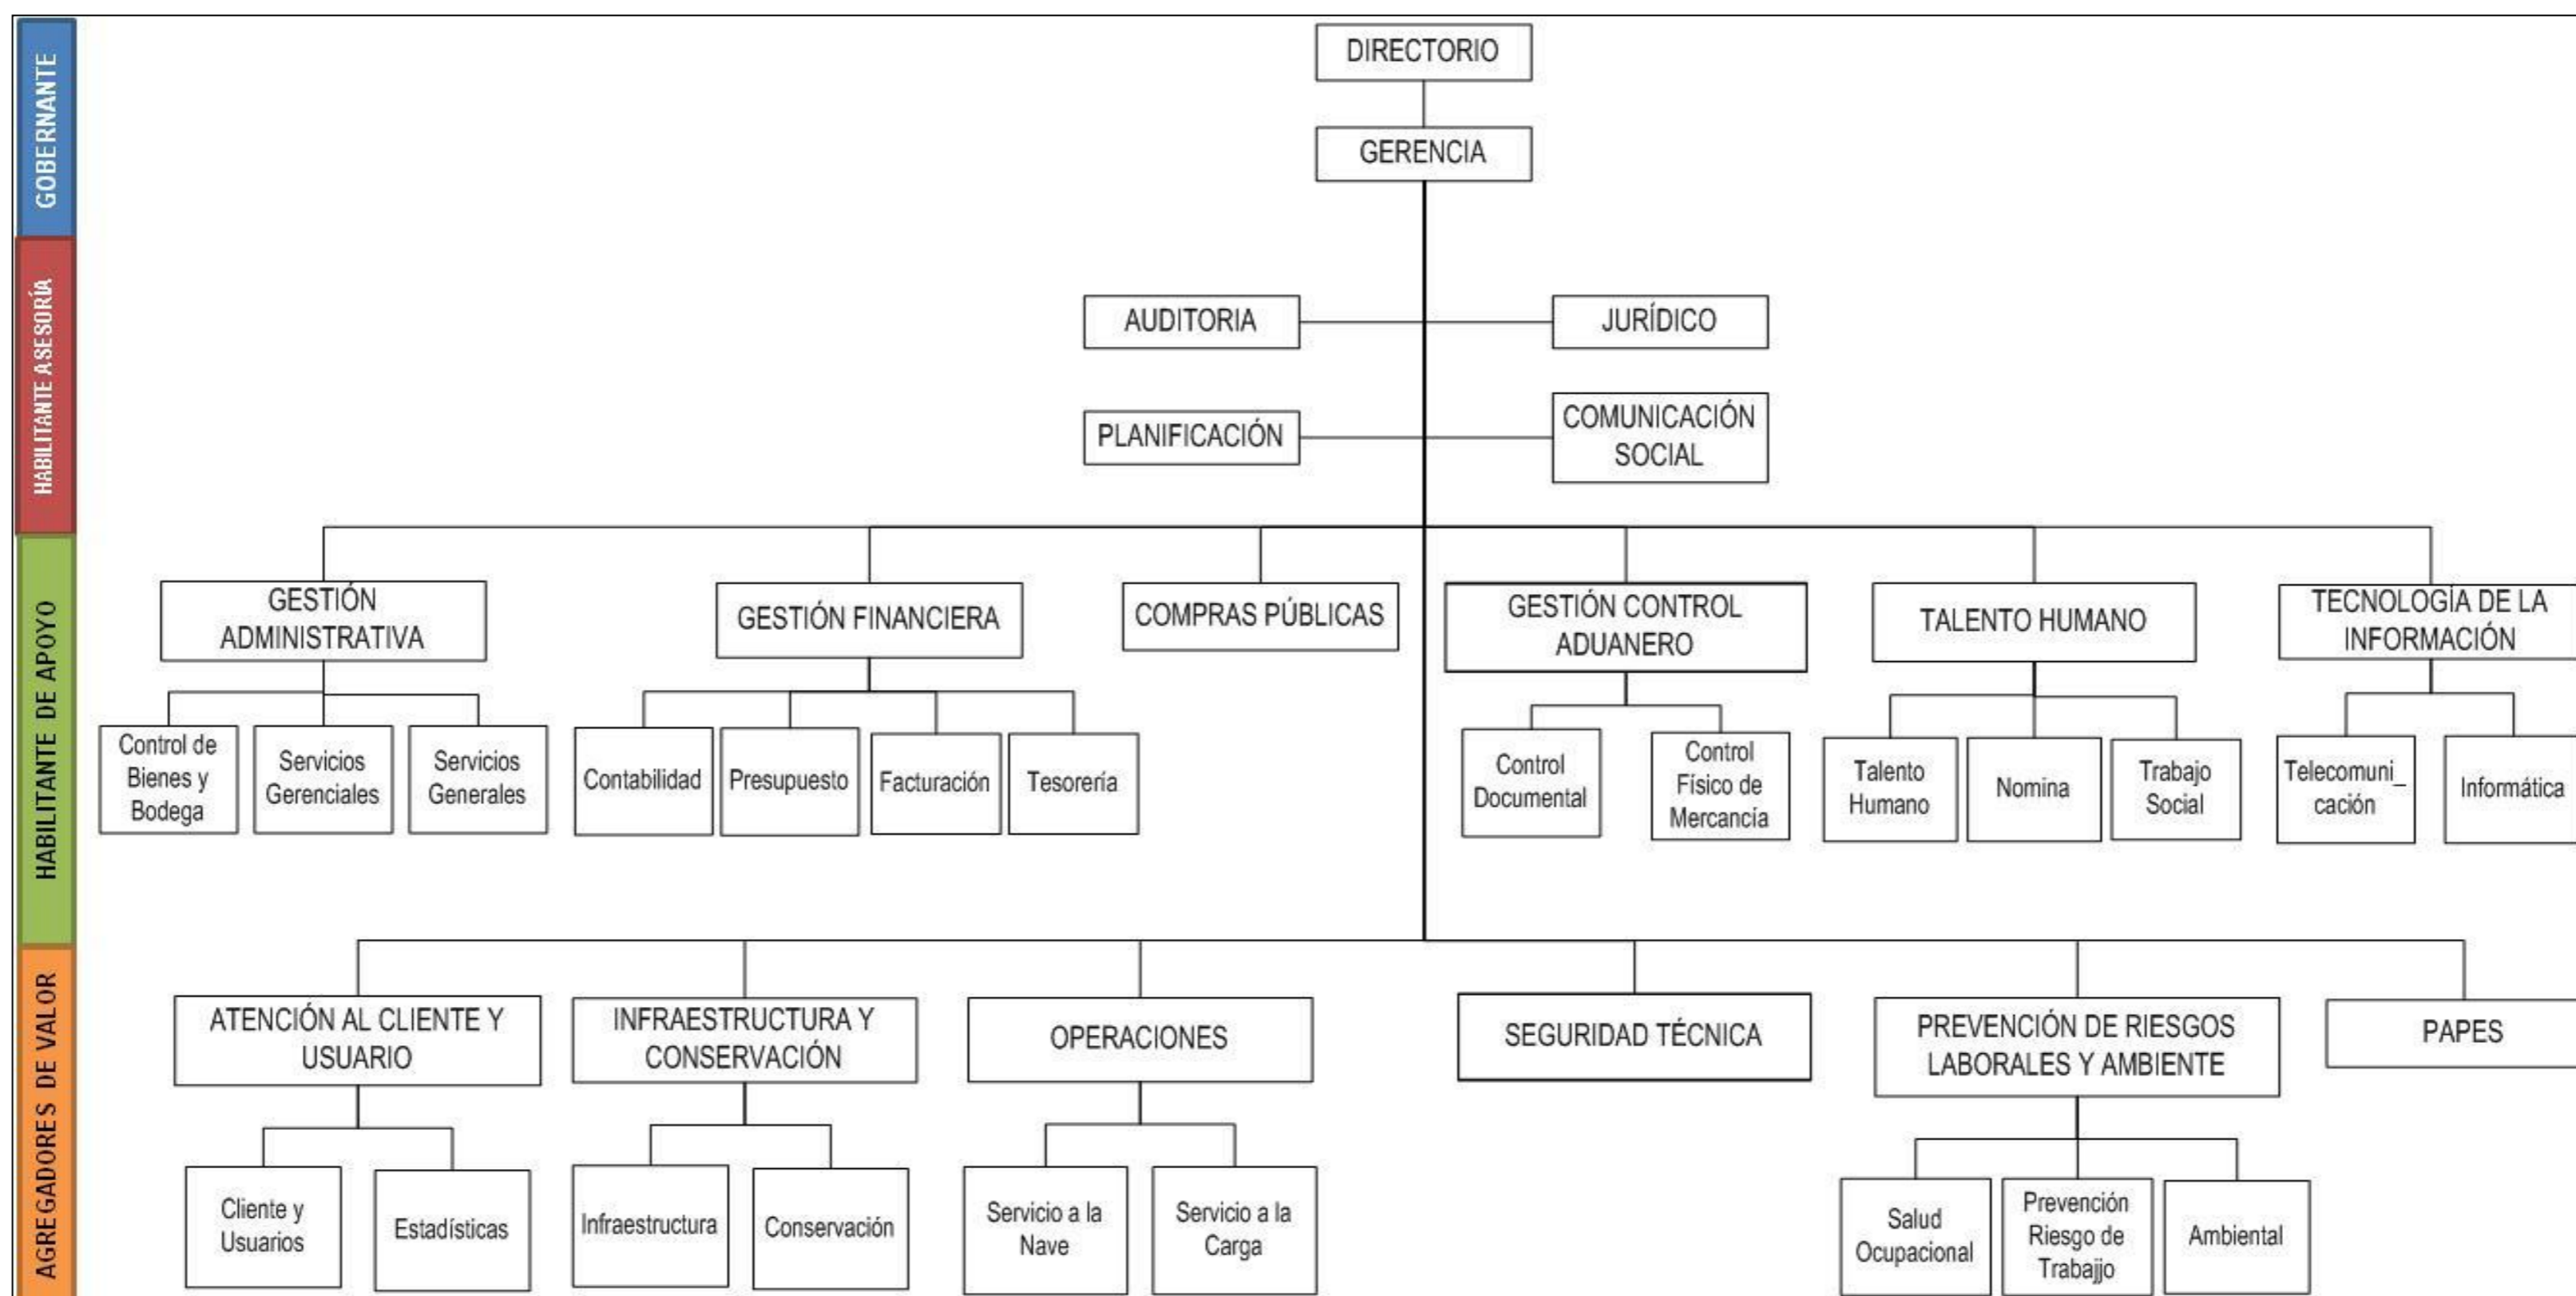 GOBERNANTE
DIRECTORIO
GERENCIA
HABILITANTE ASESORÍA
AUDITORIA
JURÍDICO
PLANIFICACIÓN
COMUNICACIÓN
SOCIAL
HABILITANTE DE APOYO
GESTIÓN
ADMINISTRATIVA
GESTIÓN FINANCIERA
COMPRAS PÚBLICAS
GESTIÓN CONTROL
ADUANERO
TALENTO HUMANO
TECNOLOGÍA DE LA
INFORMACIÓN
Control de
Bienes y
Bodega
Servicios
Gerenciales
Servicios
Generales
Contabilidad
Presupuesto
Facturación
Tesorería
Control
Documental
Control
Físico de
Mercancía
Talento
Humano
Nomina
Trabajo
Social
Telecomuni_
cación
Informática
AGREGADORES DE VALOR
ATENCIÓN AL CLIENTE Y
USUARIO
INFRAESTRUCTURA Y
CONSERVACIÓN
OPERACIONES
SEGURIDAD TÉCNICA
PREVENCIÓN DE RIESGOS
LABORALES Y AMBIENTE
PAPES
Cliente y
Usuarios
Estadísticas
Infraestructura
Conservación
Servicio a la
Nave
Servicio a la
Carga
Salud
Ocupacional
Prevención
Riesgo de
Trabajjo
Ambiental